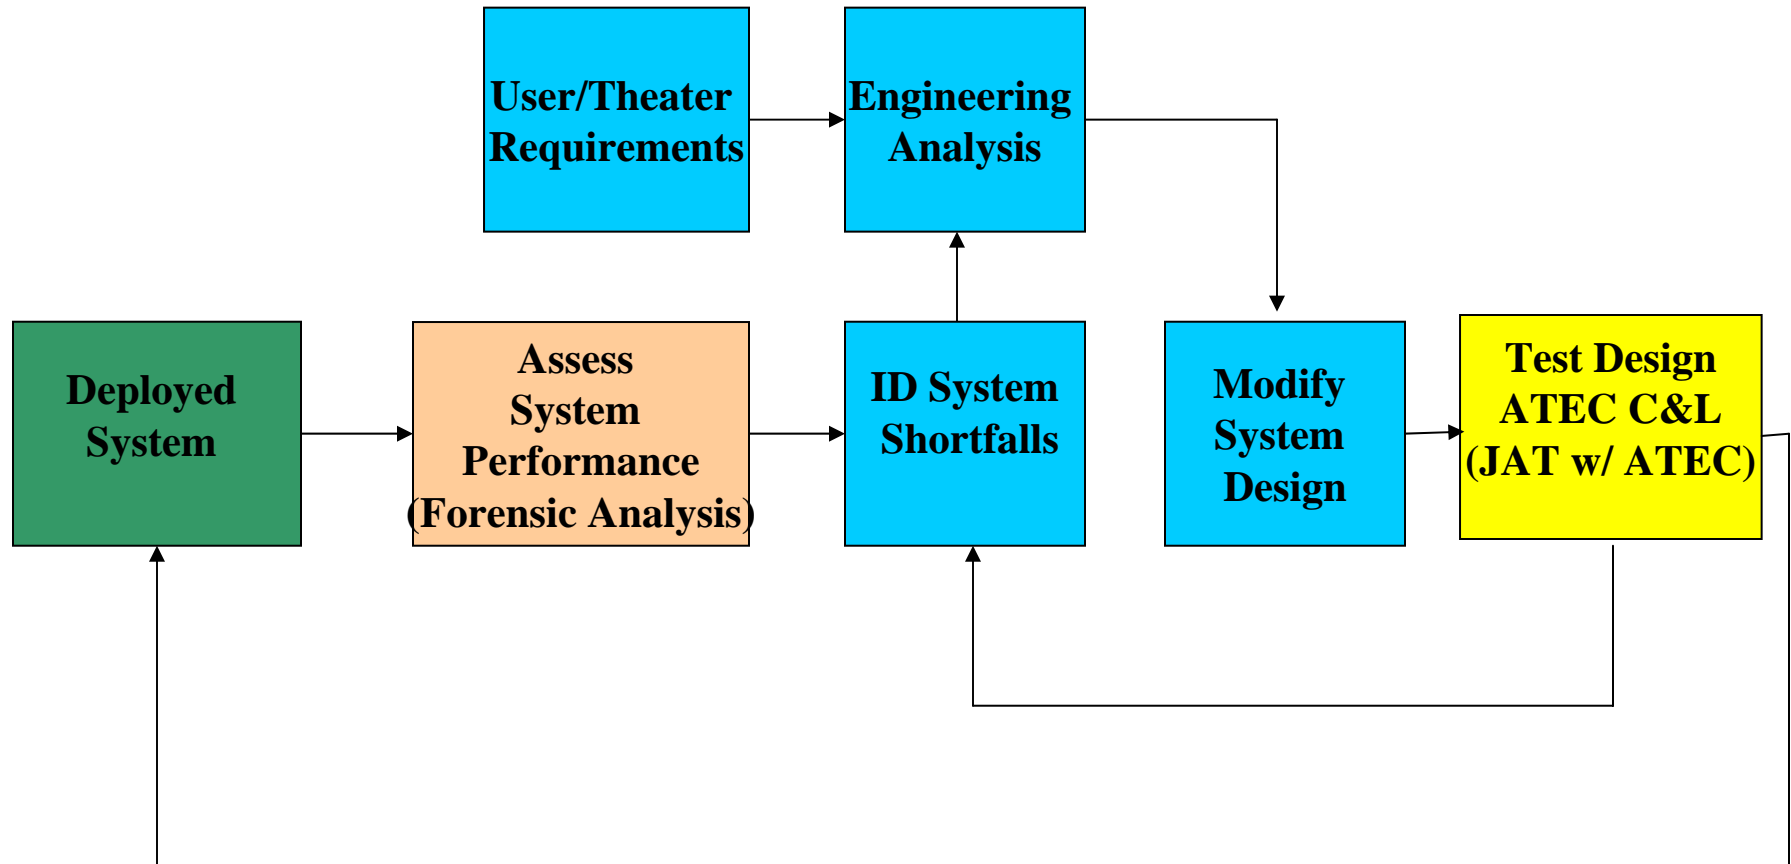 User/Theater
Requirements
Engineering
Analysis
Deployed
System
Assess
System
Performance
(Forensic Analysis)
ID System
Shortfalls
Modify
System
Design
Test Design
ATEC C&L
(JAT w/ ATEC)